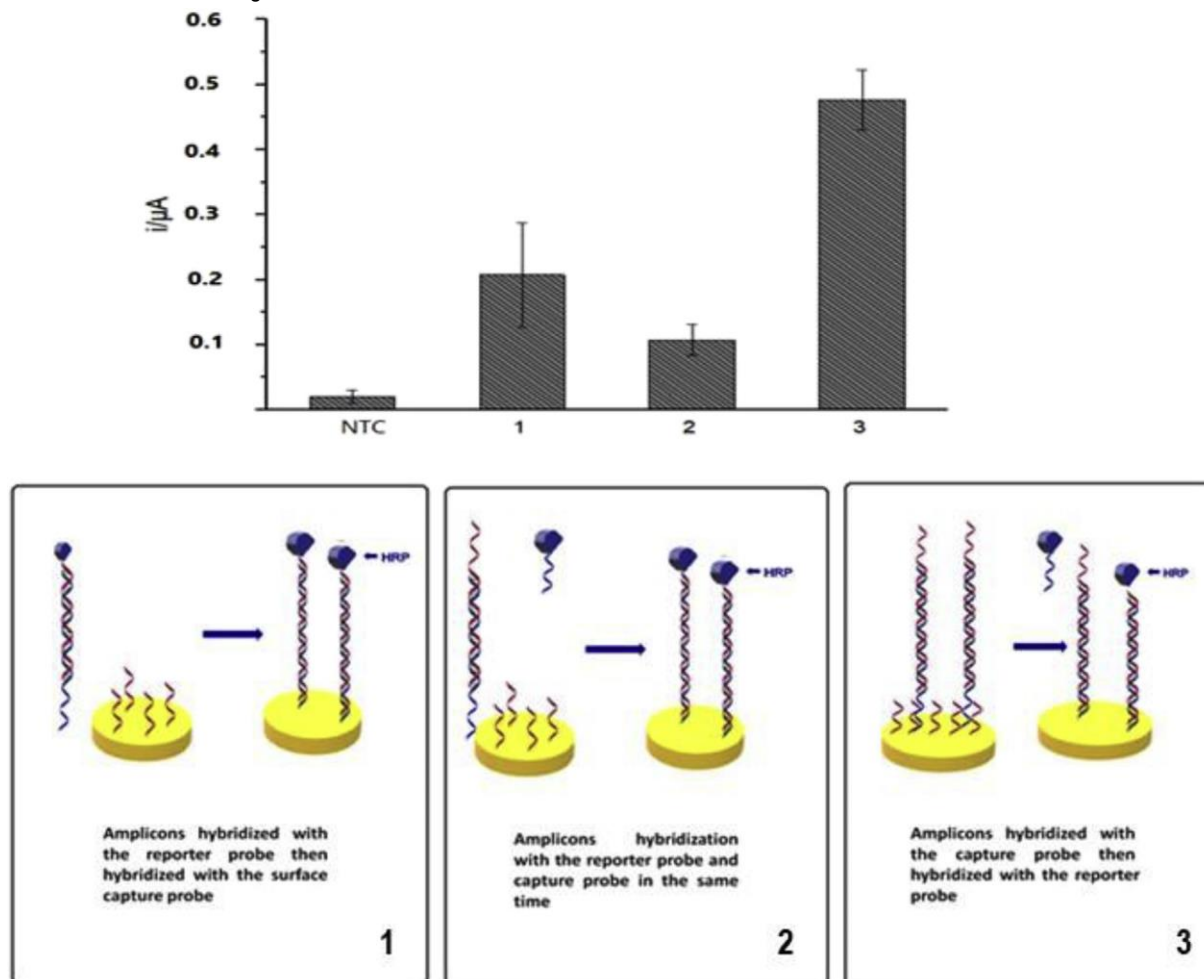 0.6
0.5
0.4
0.3
0.2
0.1
i/µA
NTC 1 2 3
HRP
Amplicons hybridized with
the reporter probe then
hybridized with the surface
capture probe
1
HRP
Amplicons hybridization
with the reporter probe and
capture probe in the same
time
2
HRP
Amplicons hybridized with
the capture probe then
hybridized with the reporter
probe
3